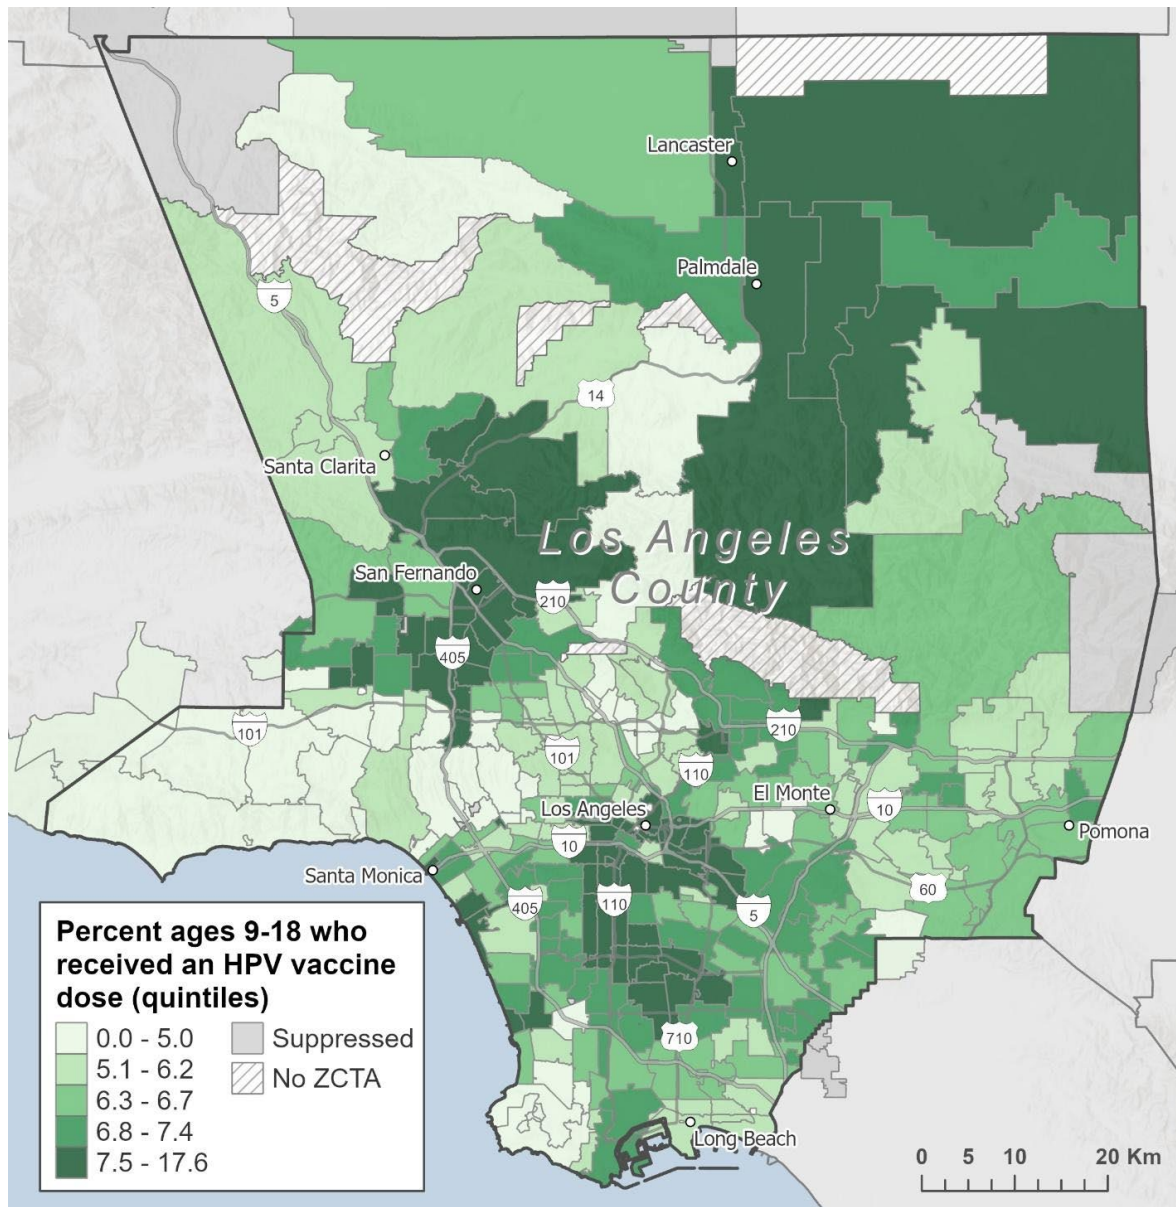 Lancaster
Palmdale
5
14
Santa Clarita
Los Angeles
County
San Fernando
210
405
101
210
101
110
El Monte
10
Los Angeles
Pomona
10
Santa Monica
60
405
110
5
Percent ages 9-18 who
received an HPV vaccine
dose (quintiles)
0.0 - 5.0 Suppressed
5.1 - 6.2 No ZCTA
6.3 - 6.7
6.8 - 7.4
7.5 - 17.6
710
Long Beach
0 5 10 20 Km